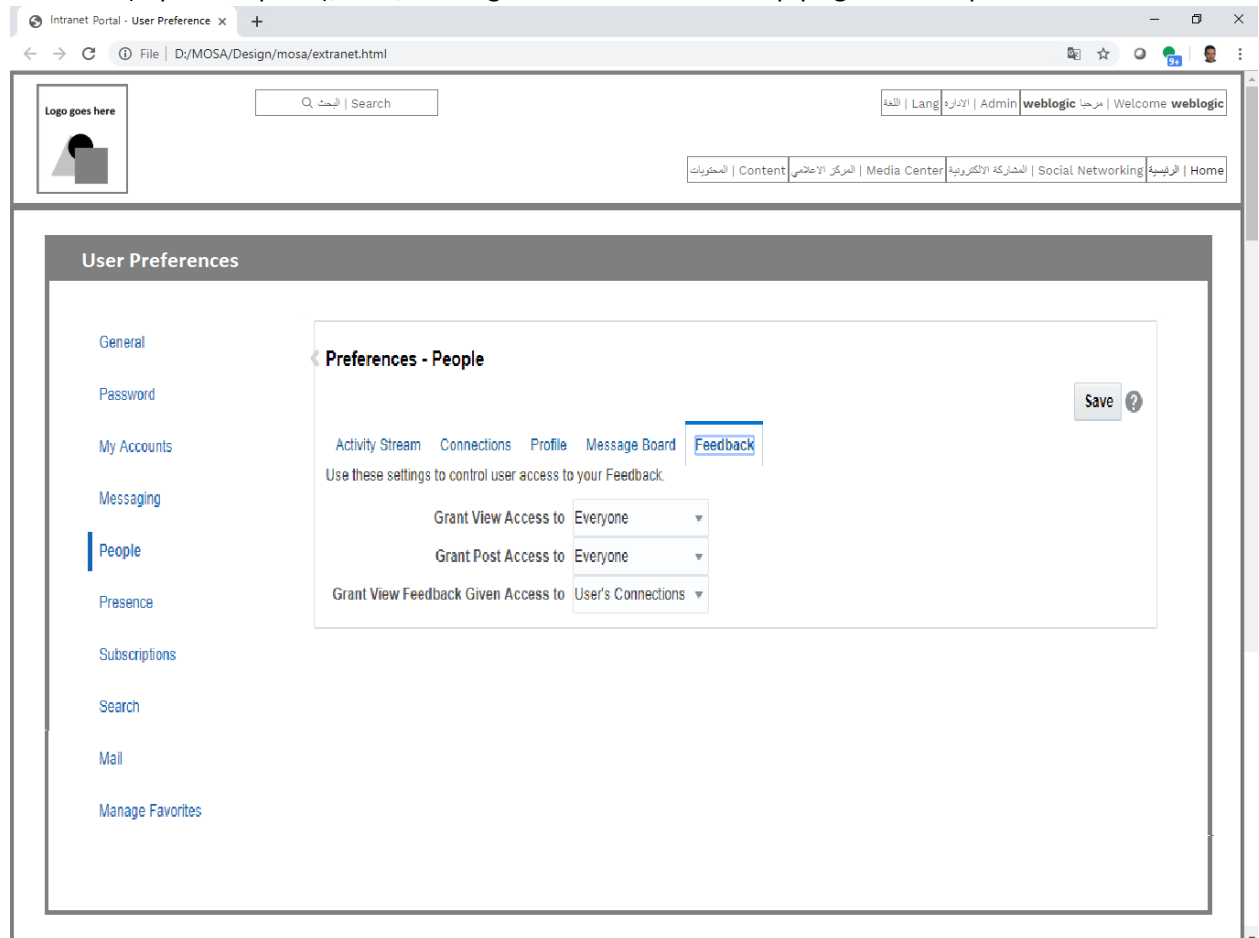 Intranet Portal - User Preference
File | D:/MOSA/Design/mosa/extranet.html
9+
Logo goes here
البحث | Search
اللغة | Lang
الادارة | Admin
مرحبا weblogic | Welcome weblogic
المحتويات | Content
المركز الاعلامي | Media Center
المشاركة الالكترونية | Social Networking
الرئيسية | Home
User Preferences
General
Password
My Accounts
Messaging
People
Presence
Subscriptions
Search
Mail
Manage Favorites
Preferences - People
Save
Activity Stream Connections Profile Message Board Feedback
Use these settings to control user access to your Feedback.
Grant View Access to Everyone
Grant Post Access to Everyone
Grant View Feedback Given Access to User's Connections